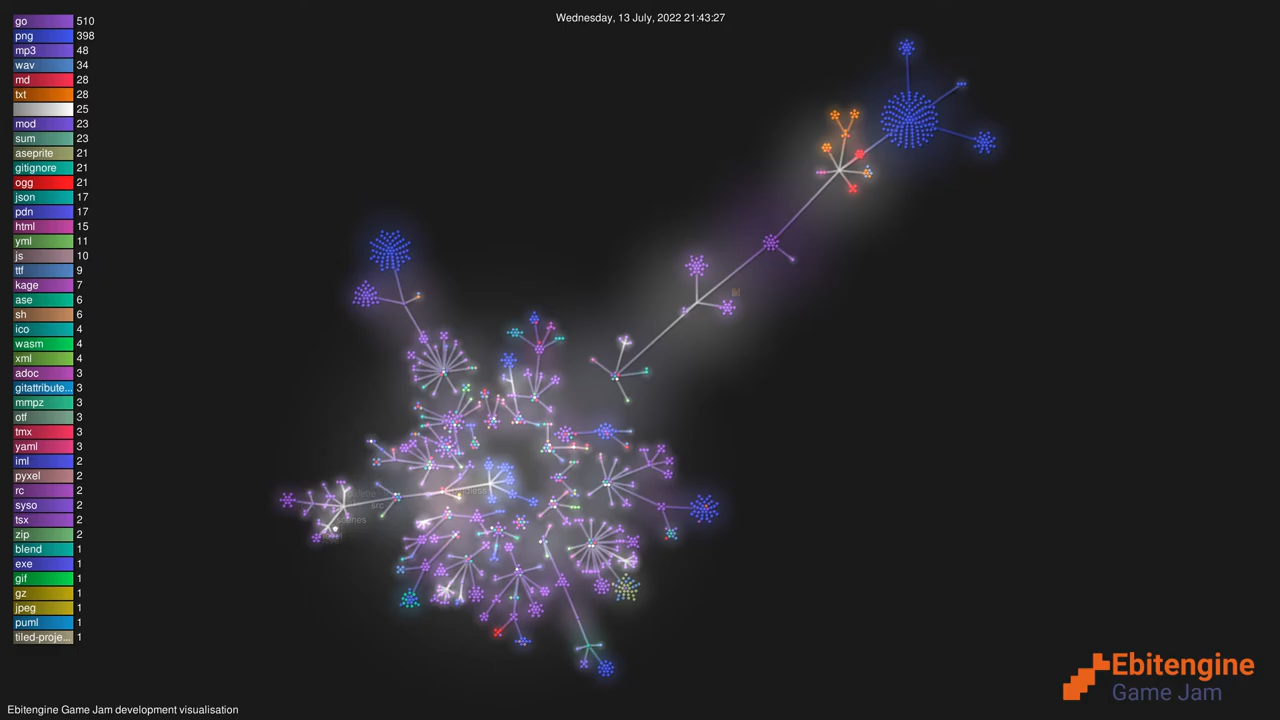 Wednesday, 13 July, 2022 21:43:27
go 510
png 398
mp3 48
wav 34
md 28
txt 28
25
mod 23
sum 23
aseprite 21
gitignore 21
ogg 21
json 17
pdn 17
html 15
yml 11
js 10
ttf 9
kage 7
ase 6
sh 6
ico 4
wasm 4
xml 4
adoc 3
gitattribute... 3
mmpz 3
otf 3
tmx 3
yaml 3
iml 2
pyxel 2
rc 2
syso 2
tsx 2
zip 2
blend 1
exe 1
gif 1
gz 1
jpeg 1
puml 1
tiled-proje... 1
src
Ebitengine
Game Jam
Ebitengine Game Jam development visualisation